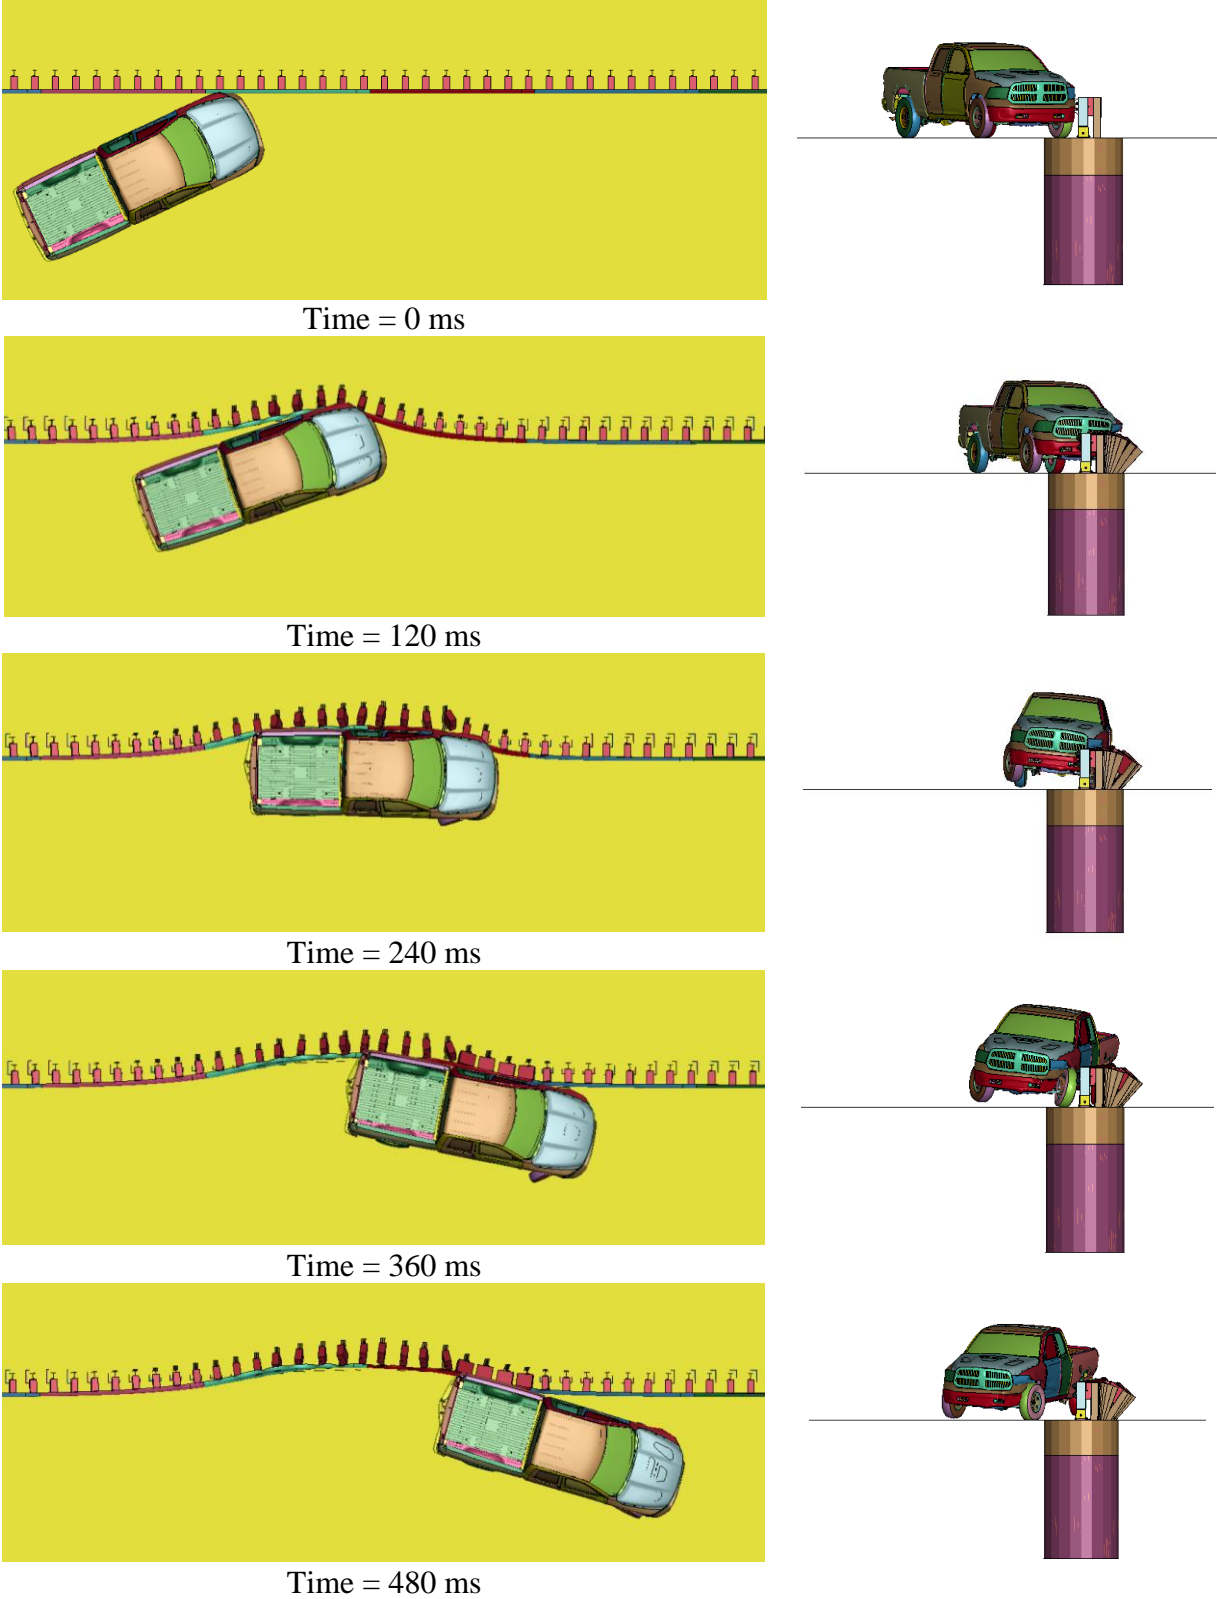 Time = 0 ms
Time = 120 ms
Time = 240 ms
Time = 360 ms
Time = 480 ms